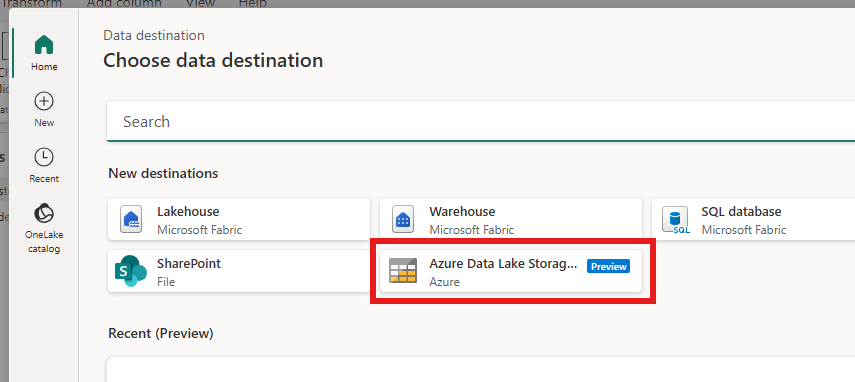 Transform Add column View Help
Data destination
Choose data destination
Home
New
Recent
OneLake
catalog
Search
New destinations
Lakehouse
Microsoft Fabric
Warehouse
Microsoft Fabric
SQL
SQL database
Microsoft Fabric
S
SharePoint
File
Azure Data Lake Storag...
Preview
Azure
Recent (Preview)